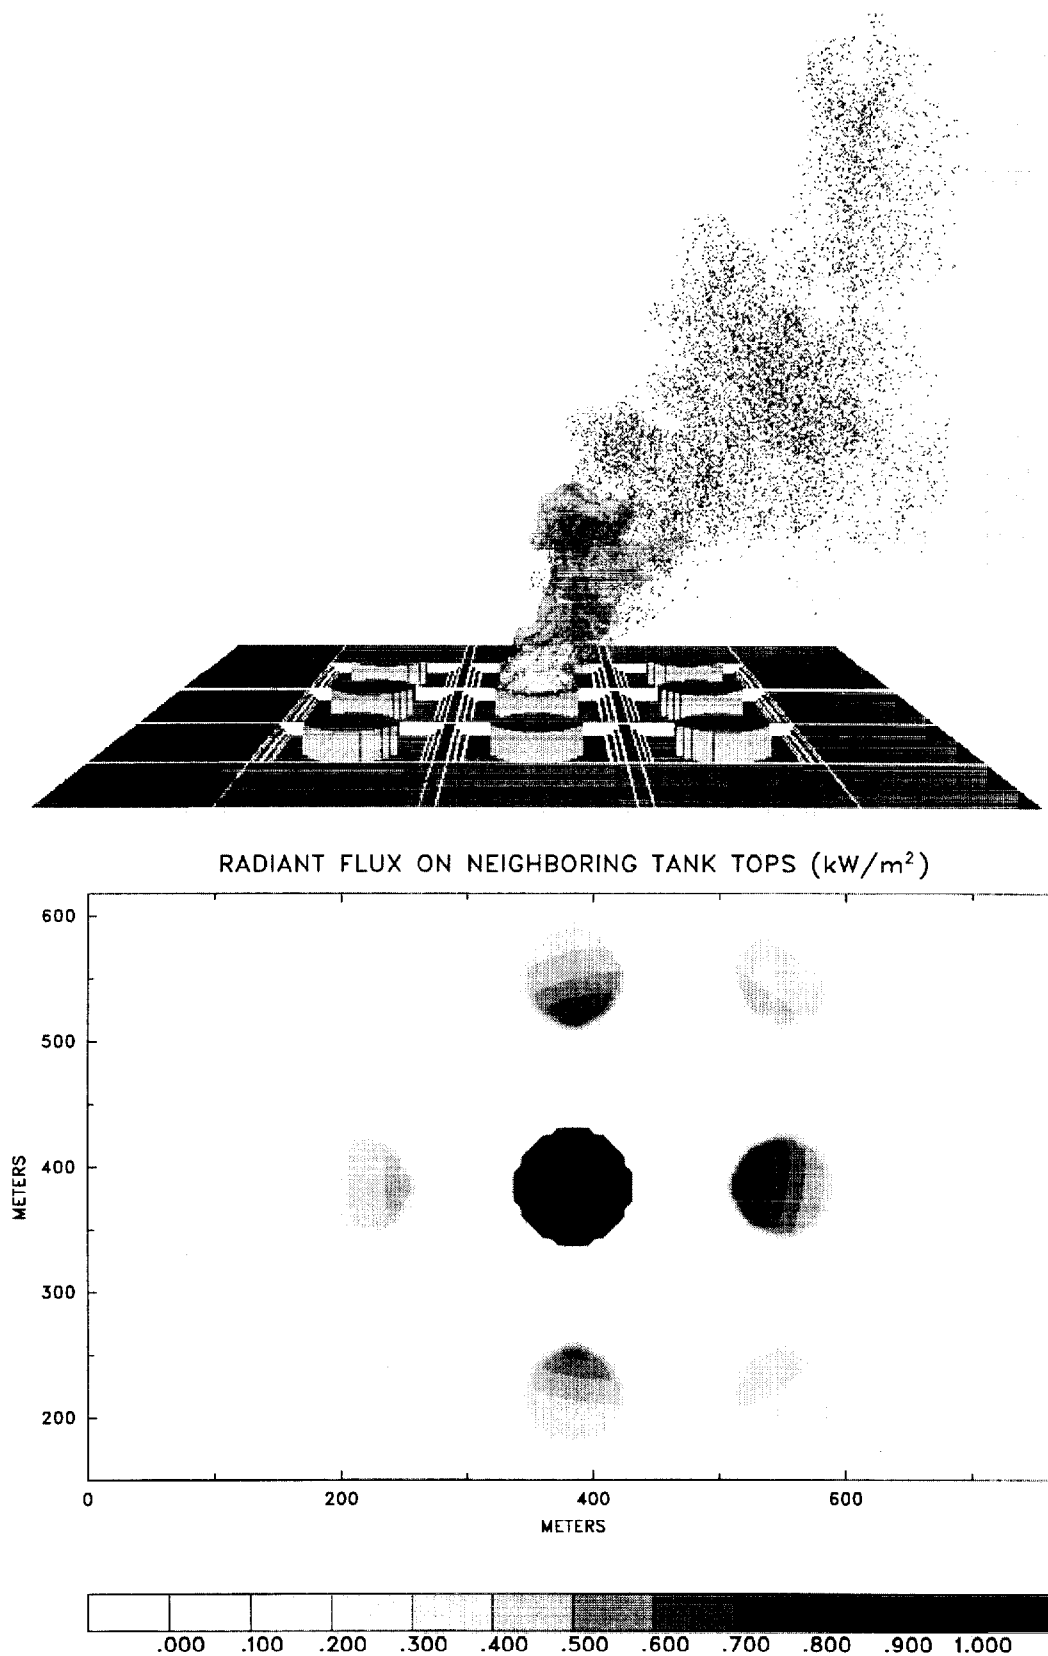 RADIANT FLUX ON NEIGHBORING TANK TOPS (kW/m²)
600
500
400
300
200
METERS
0 200 400 600
METERS
.000 .100 .200 .300 .400 .500 .600 .700 .800 .900 1.000